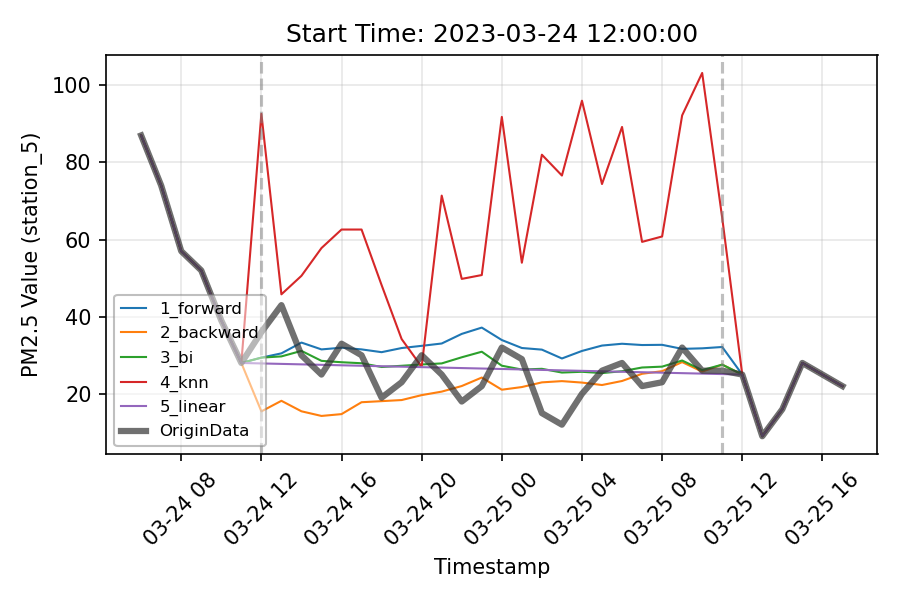 Start Time: 2023-03-24 12:00:00
PM2.5 Value (station_5)
100
80
60
40
20
1_forward
2_backward
3_bi
4_knn
5_linear
OriginData
03-24 08
03-24 12
03-24 16
03-24 20
03-25 00
03-25 04
03-25 08
03-25 12
03-25 16
Timestamp